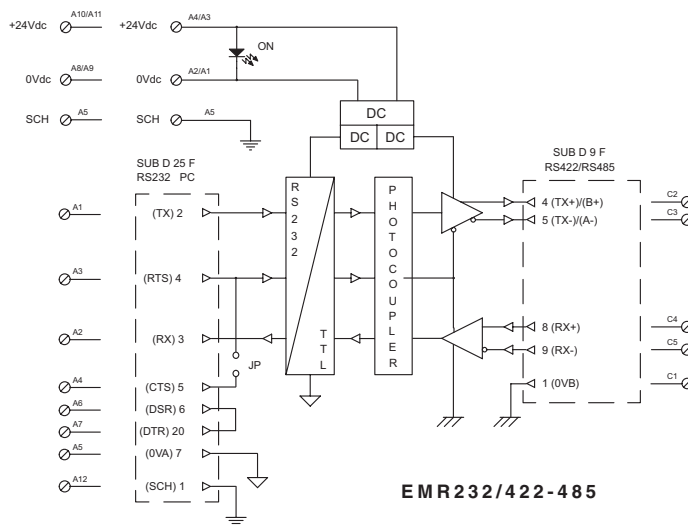 +24Vdc A10/A11 +24Vdc A4/A3
ON
0Vdc A8/A9 0Vdc A2/A1
SCH A5 SCH A5
DC
DC DC
SUB D 25 F
RS232 PC
SUB D 9 F
RS422/RS485
RS232
TTL
PHOTOCOUPLER
A1 (TX) 2
4 (TX+)/(B+) C2
5 (TX-)/(A-) C3
A3 (RTS) 4
A2 (RX) 3
8 (RX+) C4
9 (RX-) C5
JP
A4 (CTS) 5
1 (0VB) C1
A6 (DSR) 6
A7 (DTR) 20
A5 (0VA) 7
A12 (SCH) 1
EMR232/422-485